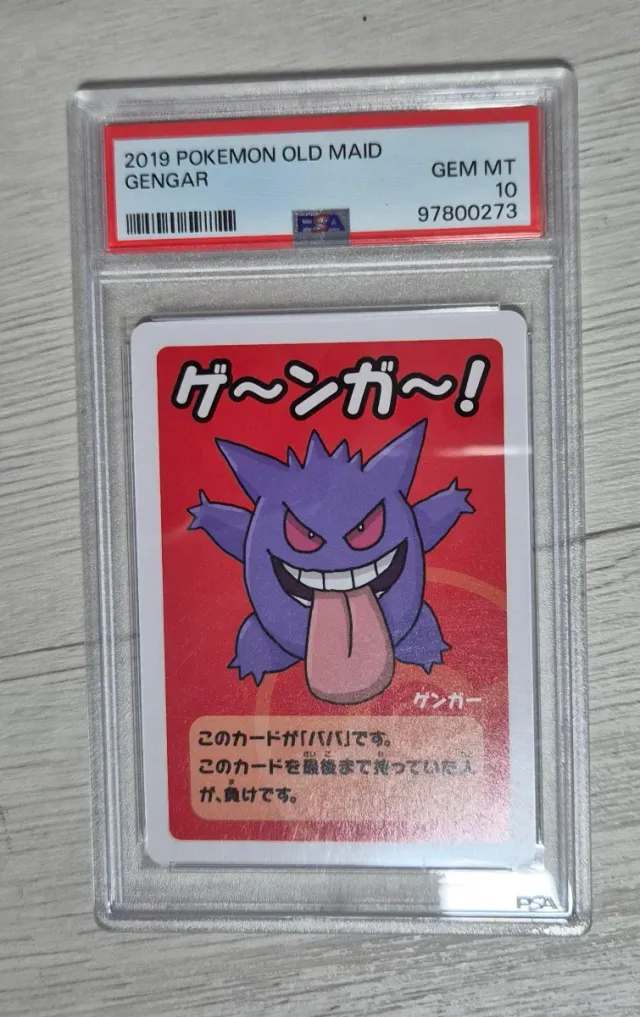 2019 POKEMON OLD MAID
GENGAR
GEM MT
10
97800273
PSA
ゲ〜ンガ〜!
ゲンガー
このカードが「ババ」です。
このカードを最後まで持っていた人
が、負けです。
PSA